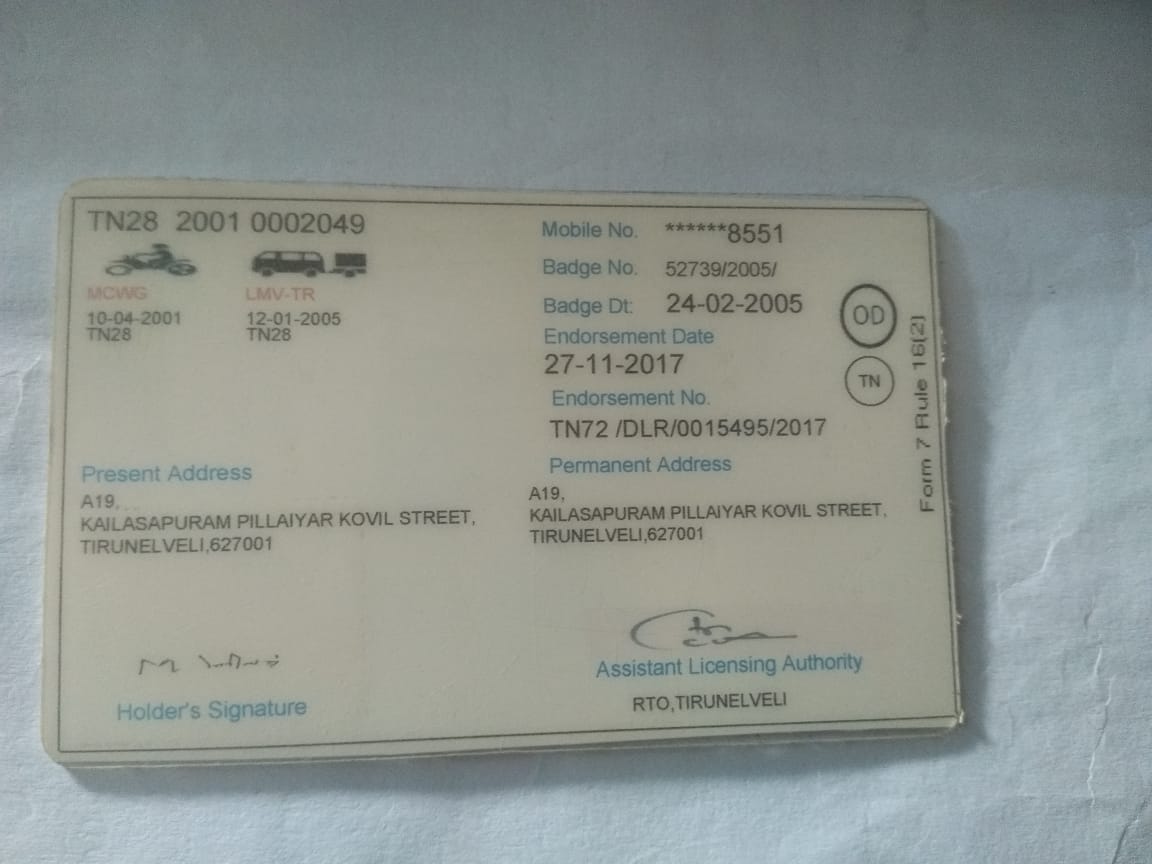 TN28 2001 0002049
MCWG
10-04-2001
TN28
LMV-TR
12-01-2005
TN28
Mobile No. ******8551
Badge No. 52739/2005/
Badge Dt: 24-02-2005
Endorsement Date
27-11-2017
Endorsement No.
TN72 /DLR/0015495/2017
OD
TN
Form 7 Rule 16(2)
Present Address
A19,
KAILASAPURAM PILLAIYAR KOVIL STREET,
TIRUNELVELI,627001
Permanent Address
A19,
KAILASAPURAM PILLAIYAR KOVIL STREET,
TIRUNELVELI,627001
Holder's Signature
Assistant Licensing Authority
RTO,TIRUNELVELI